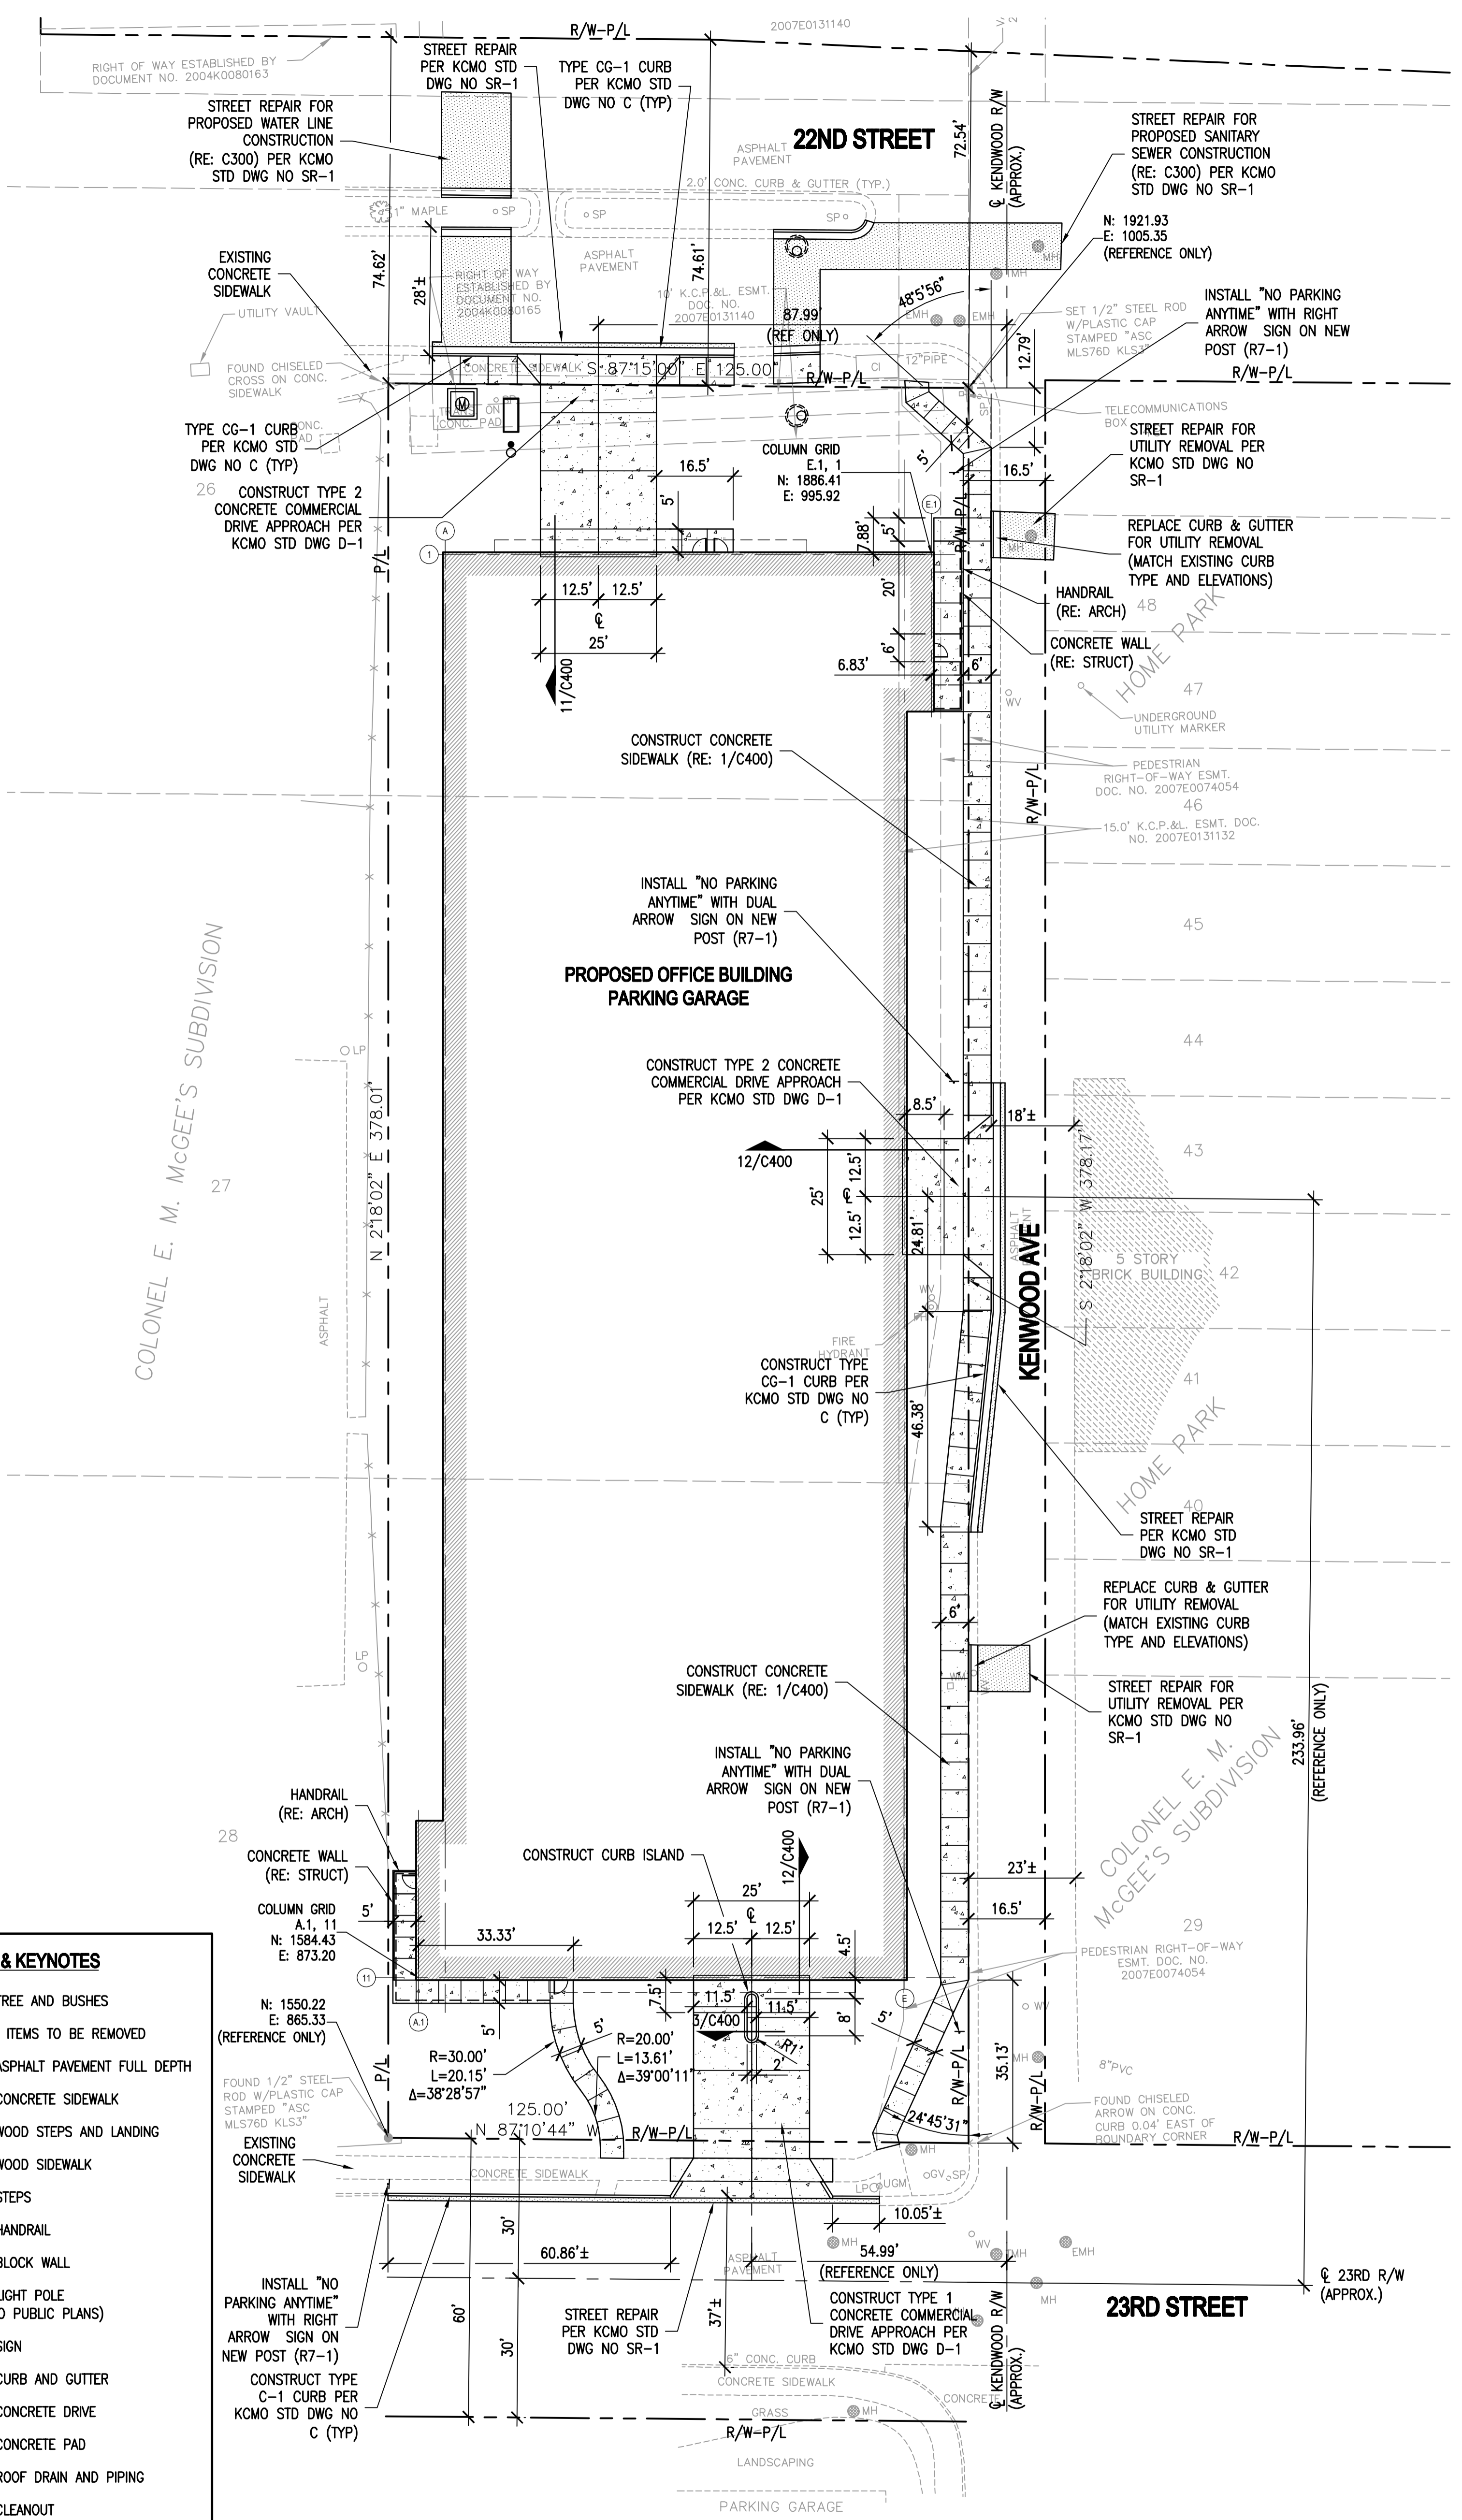 R/W-P/L
2007E0131140
RIGHT OF WAY ESTABLISHED BY
DOCUMENT NO. 2004K0080163
STREET REPAIR
PER KCMO STD
DWG NO SR-1
TYPE CG-1 CURB
PER KCMO STD
DWG NO C (TYP)
STREET REPAIR FOR
PROPOSED WATER LINE
CONSTRUCTION
(RE: C300) PER KCMO
STD DWG NO SR-1
22ND STREET
ASPHALT
PAVEMENT
72.54'
℄ KENDWOOD R/W
(APPROX.)
STREET REPAIR FOR
PROPOSED SANITARY
SEWER CONSTRUCTION
(RE: C300) PER KCMO
STD DWG NO SR-1
2.0' CONC. CURB & GUTTER (TYP.)
1" MAPLE
SP
SP
SP
N: 1921.93
E: 1005.35
(REFERENCE ONLY)
MH
TMH
EXISTING
CONCRETE
SIDEWALK
74.62'
28'±
ASPHALT
PAVEMENT
74.61'
RIGHT OF WAY
ESTABLISHED BY
DOCUMENT NO.
2004K0080165
10' K.C.P.&L. ESMT.
DOC. NO.
2007E0131140
87.99'
(REF ONLY)
48°5'56"
EMH
EMH
SET 1/2" STEEL ROD
W/PLASTIC CAP
STAMPED "ASC
MLS76D KLS3"
12.79'
INSTALL "NO PARKING
ANYTIME" WITH RIGHT
ARROW SIGN ON NEW
POST (R7-1)
UTILITY VAULT
FOUND CHISELED
CROSS ON CONC.
SIDEWALK
CONCRETE SIDEWALK
S 87°15'00" E 125.00'
R/W-P/L
CI
12"PIPE
SP
R/W-P/L
TELECOMMUNICATIONS
BOX
M
SP
CONC. PAD
TYPE CG-1 CURB
PER KCMO STD
DWG NO C (TYP)
COLUMN GRID
E.1, 1
N: 1886.41
E: 995.92
5'
16.5'
STREET REPAIR FOR
UTILITY REMOVAL PER
KCMO STD DWG NO
SR-1
26
CONSTRUCT TYPE 2
CONCRETE COMMERCIAL
DRIVE APPROACH PER
KCMO STD DWG D-1
16.5'
5'
A
1
E.1
7.88'
5'
R/W-P/L
MH
REPLACE CURB & GUTTER
FOR UTILITY REMOVAL
(MATCH EXISTING CURB
TYPE AND ELEVATIONS)
P/L
12.5'
12.5'
℄
25'
20'
6'
HANDRAIL
(RE: ARCH)
48
HOME PARK
CONCRETE WALL
(RE: STRUCT)
11/C400
6.83'
6'
WV
47
UNDERGROUND
UTILITY MARKER
CONSTRUCT CONCRETE
SIDEWALK (RE: 1/C400)
PEDESTRIAN
RIGHT-OF-WAY ESMT.
DOC. NO. 2007E0074054
46
R/W-P/L
15.0' K.C.P.&L. ESMT. DOC.
NO. 2007E0131132
INSTALL "NO PARKING
ANYTIME" WITH DUAL
ARROW SIGN ON NEW
POST (R7-1)
45
COLONEL E. M. McGEE'S SUBDIVISION
PROPOSED OFFICE BUILDING
PARKING GARAGE
44
LP
CONSTRUCT TYPE 2 CONCRETE
COMMERCIAL DRIVE APPROACH
PER KCMO STD DWG D-1
N 2°18'02" E 378.01'
8.5'
18'±
12/C400
43
27
25'
12.5'
℄
12.5'
24.81'
S 2°18'02" W 378.17'
KENWOOD AVE
ASPHALT
PAVEMENT
5 STORY
BRICK BUILDING
42
ASPHALT
WV
FH
FIRE
HYDRANT
CONSTRUCT TYPE
CG-1 CURB PER
KCMO STD DWG NO
C (TYP)
46.38'
41
HOME PARK
40
STREET REPAIR
PER KCMO STD
DWG NO SR-1
6'
REPLACE CURB & GUTTER
FOR UTILITY REMOVAL
(MATCH EXISTING CURB
TYPE AND ELEVATIONS)
LP
CONSTRUCT CONCRETE
SIDEWALK (RE: 1/C400)
WM
WV
STREET REPAIR FOR
UTILITY REMOVAL PER
KCMO STD DWG NO
SR-1
233.96'
(REFERENCE ONLY)
INSTALL "NO PARKING
ANYTIME" WITH DUAL
ARROW SIGN ON NEW
POST (R7-1)
COLONEL E. M.
McGEE'S SUBDIVISION
HANDRAIL
(RE: ARCH)
28
CONCRETE WALL
(RE: STRUCT)
CONSTRUCT CURB ISLAND
12/C400
23'±
25'
℄
12.5'
12.5'
16.5'
COLUMN GRID
A.1, 11
N: 1584.43
E: 873.20
5'
33.33'
4.5'
29
PEDESTRIAN RIGHT-OF-WAY
ESMT. DOC. NO.
2007E0074054
11
A.1
E
7.5'
11.5'
11.5'
8'
3/C400
R1'
2'
5'
WV
N: 1550.22
E: 865.33
(REFERENCE ONLY)
P/L
5'
5'
R=30.00'
L=20.15'
Δ=38°28'57"
R=20.00'
L=13.61'
Δ=39°00'11"
R/W-P/L
35.13'
MH
R/W-P/L
8"PVC
FOUND 1/2" STEEL
ROD W/PLASTIC CAP
STAMPED "ASC
MLS76D KLS3"
125.00'
N 87°10'44" W
R/W-P/L
24°45'31"
FOUND CHISELED
ARROW ON CONC.
CURB 0.04' EAST OF
BOUNDARY CORNER
R/W-P/L
EXISTING
CONCRETE
SIDEWALK
CONCRETE SIDEWALK
MH
GV
SP
LP
UGM
10.05'±
30'
60.86'±
MH
WV
TMH
EMH
ASPHALT
PAVEMENT
54.99'
(REFERENCE ONLY)
℄ 23RD R/W
(APPROX.)
MH
23RD STREET
INSTALL "NO
PARKING ANYTIME"
WITH RIGHT
ARROW SIGN ON
NEW POST (R7-1)
60'
30'
STREET REPAIR
PER KCMO STD
DWG NO SR-1
37'±
CONSTRUCT TYPE 1
CONCRETE COMMERCIAL
DRIVE APPROACH PER
KCMO STD DWG D-1
MH
℄ KENDWOOD R/W
(APPROX.)
CONSTRUCT TYPE
C-1 CURB PER
KCMO STD DWG NO
C (TYP)
6" CONC. CURB
CONCRETE SIDEWALK
CONCRETE
GRASS
MH
R/W-P/L
LANDSCAPING
PARKING GARAGE
& KEYNOTES
TREE AND BUSHES
ITEMS TO BE REMOVED
ASPHALT PAVEMENT FULL DEPTH
CONCRETE SIDEWALK
WOOD STEPS AND LANDING
WOOD SIDEWALK
STEPS
HANDRAIL
BLOCK WALL
LIGHT POLE
O PUBLIC PLANS)
SIGN
CURB AND GUTTER
CONCRETE DRIVE
CONCRETE PAD
ROOF DRAIN AND PIPING
CLEANOUT